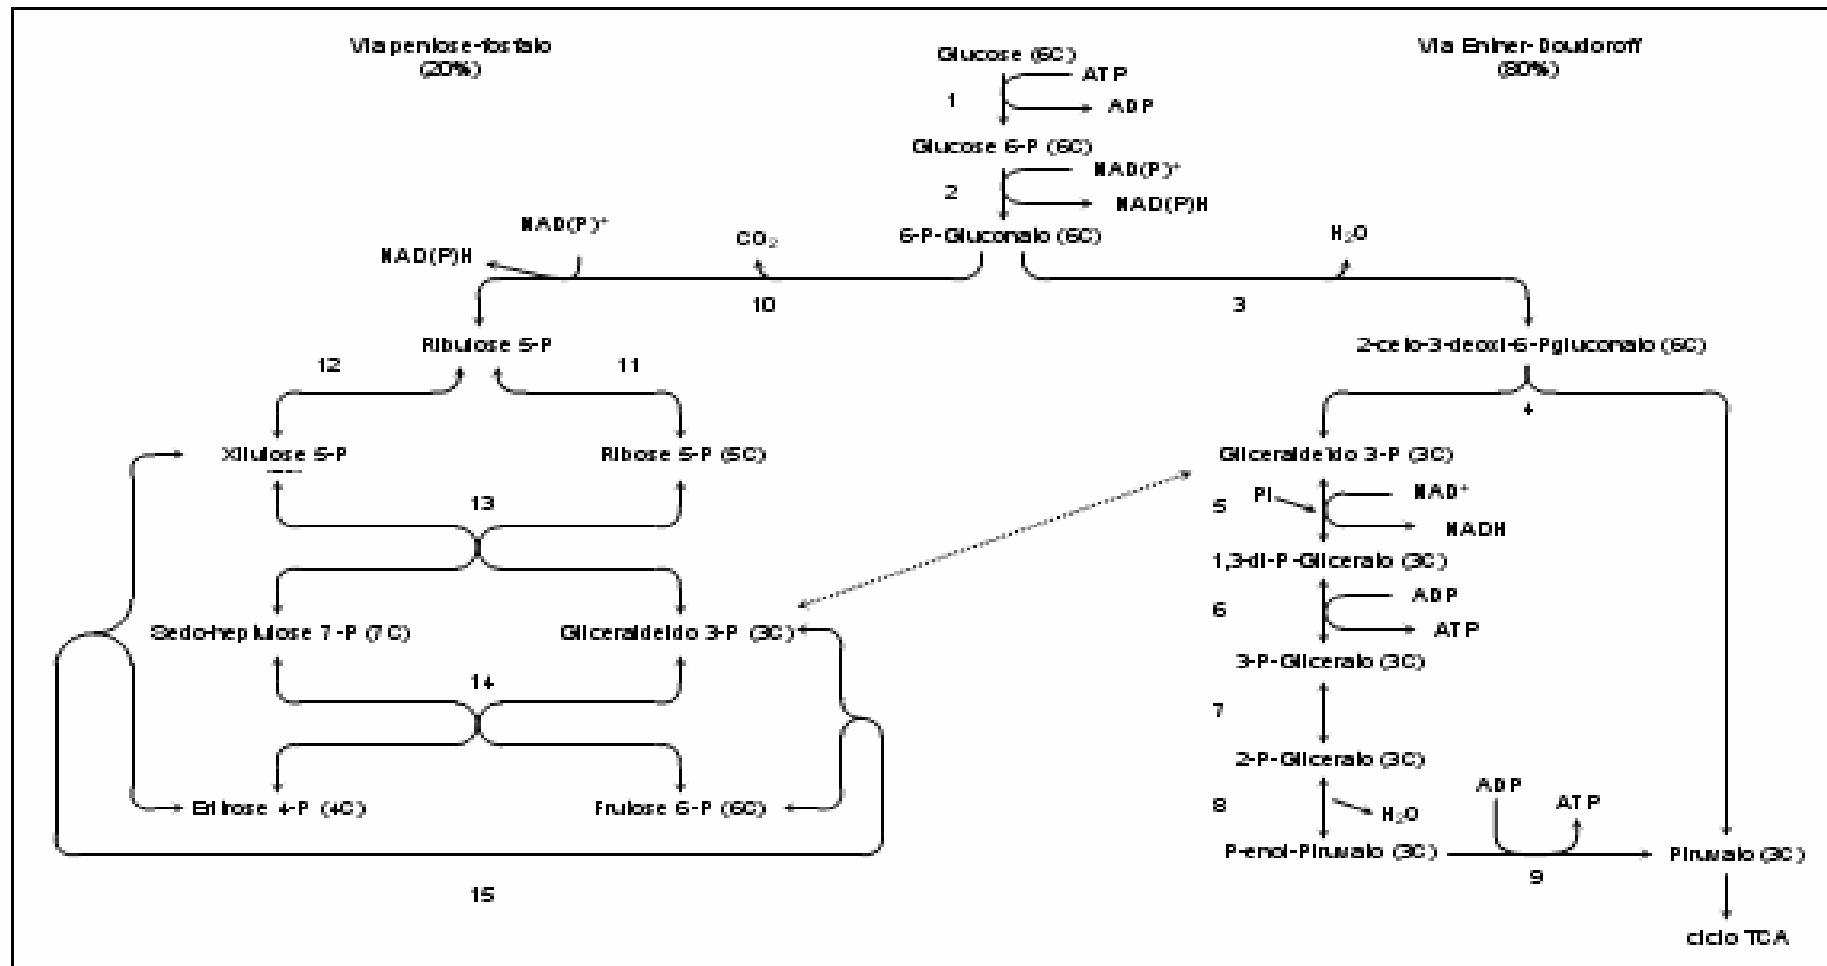 Via pentose-fosfato
(20%)
Glucose (6C)
Via Entner-Doudoroff
(80%)
ATP
1
ADP
Glucose 6-P (6C)
NAD(P)⁺
2
NAD(P)H
6-P-Gluconato (6C)
NAD(P)⁺
NAD(P)H
CO₂
H₂O
10
3
Ribulose 5-P
2-ceto-3-deoxi-6-Pgluconato (6C)
12
11
4
Xilulose 5-P
Ribose 5-P (5C)
Gliceraldeído 3-P (3C)
13
Pi
NAD⁺
5
NADH
1,3-di-P-Glicerato (3C)
ADP
6
ATP
Sedo-heptulose 7-P (7C)
Gliceraldeído 3-P (3C)
3-P-Glicerato (3C)
14
7
2-P-Glicerato (3C)
Eritrose 4-P (4C)
Frutose 6-P (6C)
8
H₂O
ADP
ATP
P-enol-Piruvato (3C)
9
Piruvato (3C)
15
ciclo TCA